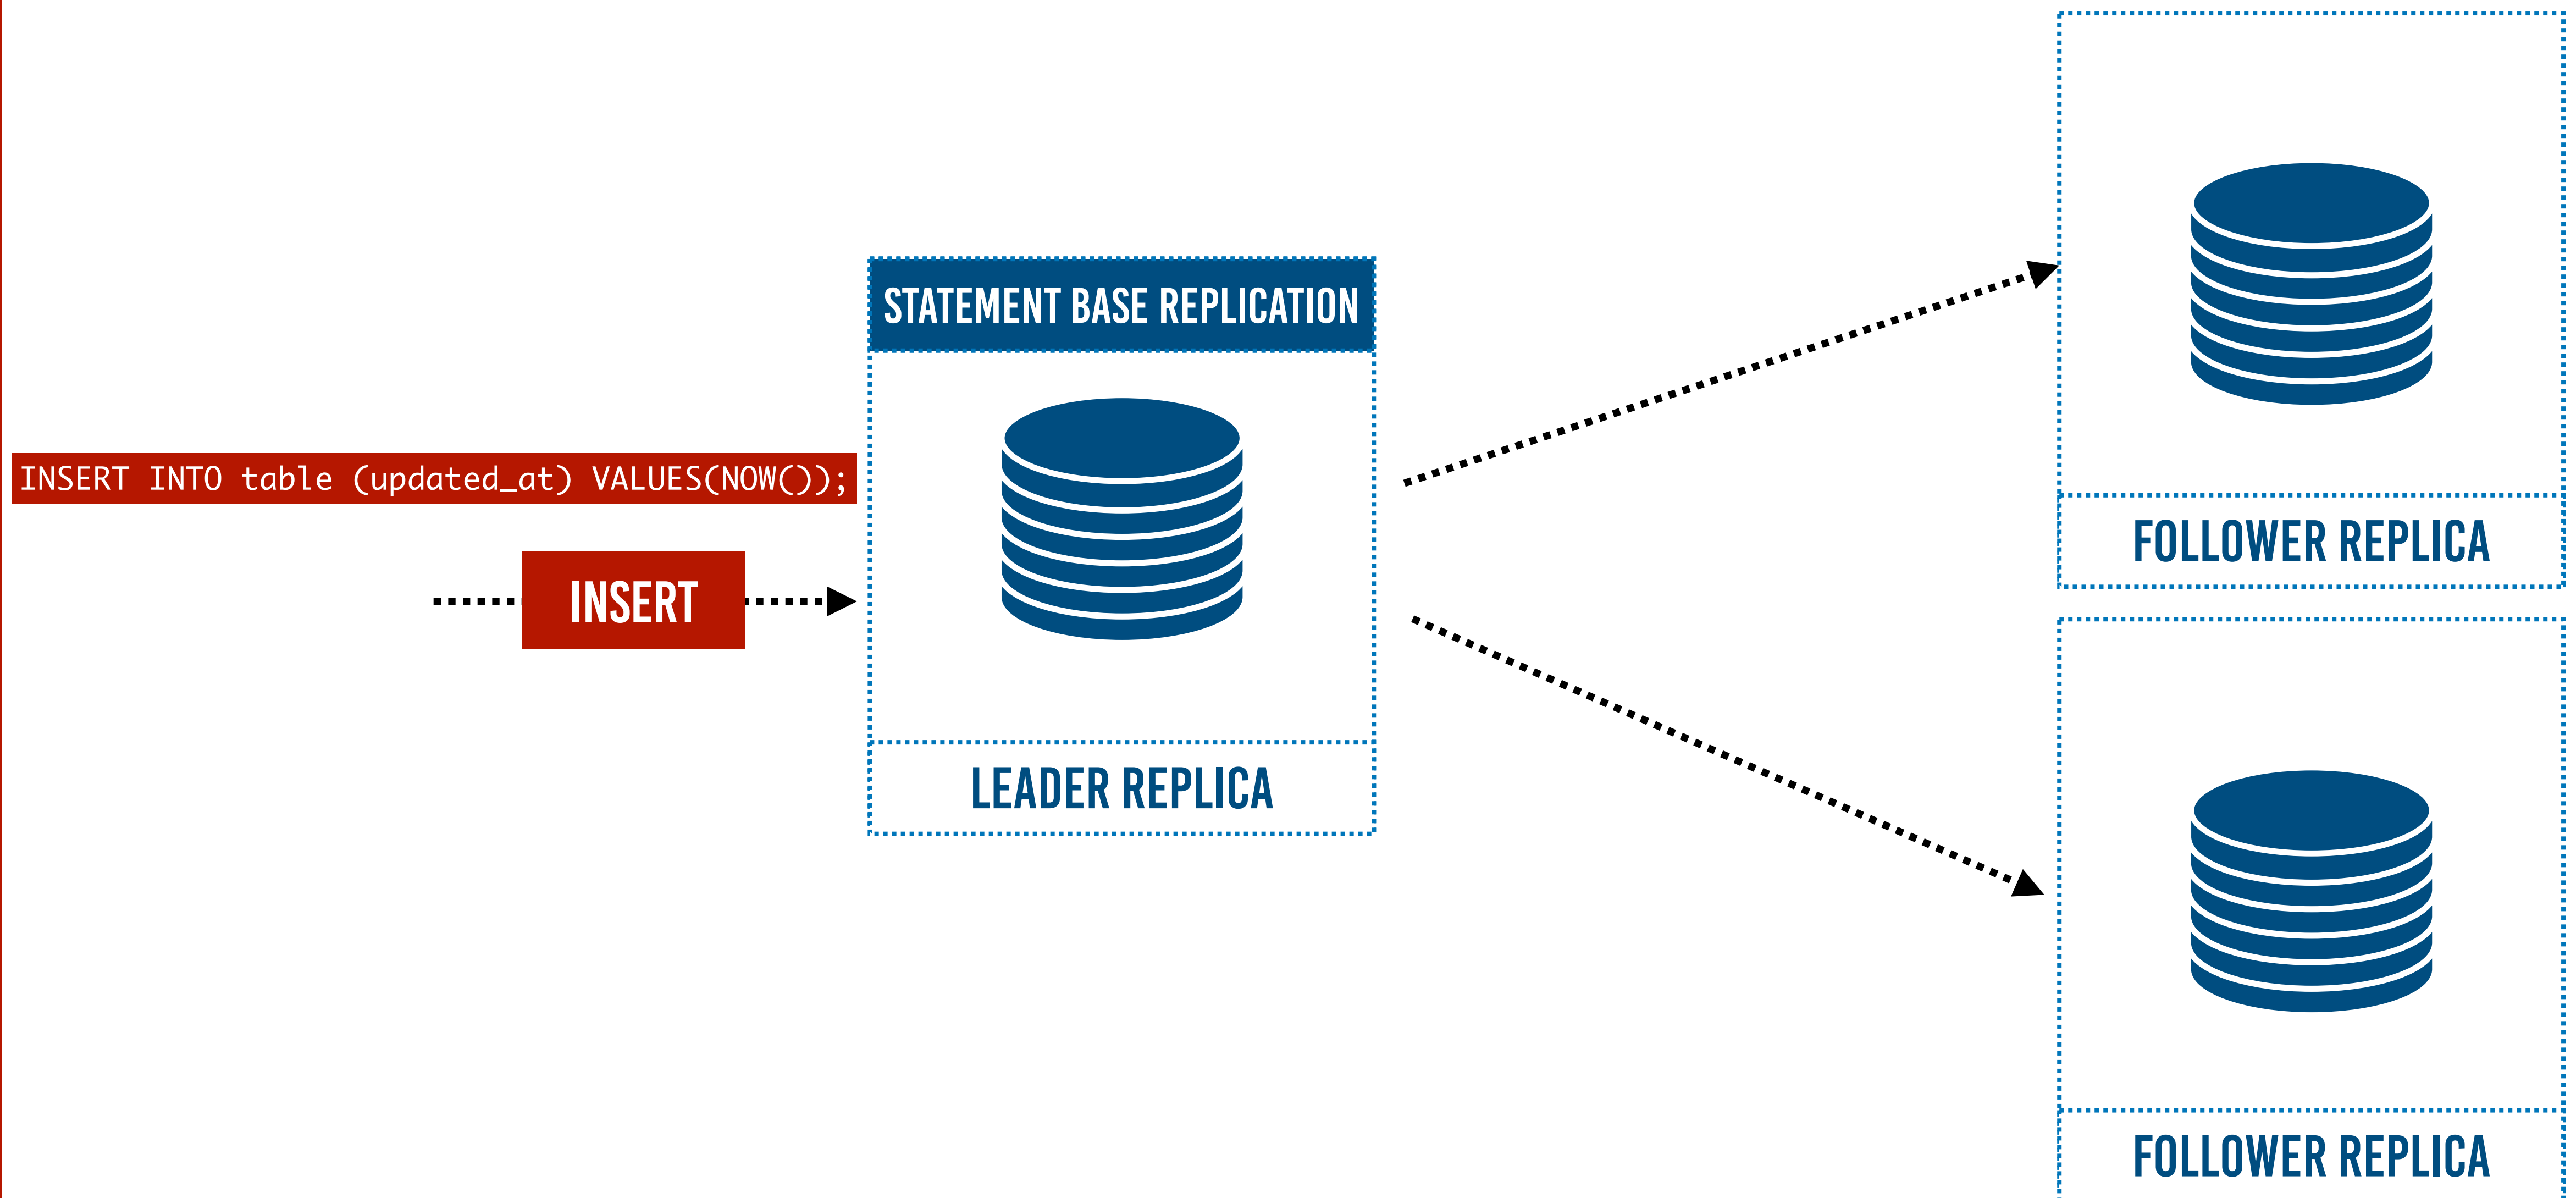 STATEMENT BASE REPLICATION
INSERT INTO table (updated_at) VALUES(NOW());
INSERT
LEADER REPLICA
FOLLOWER REPLICA
FOLLOWER REPLICA